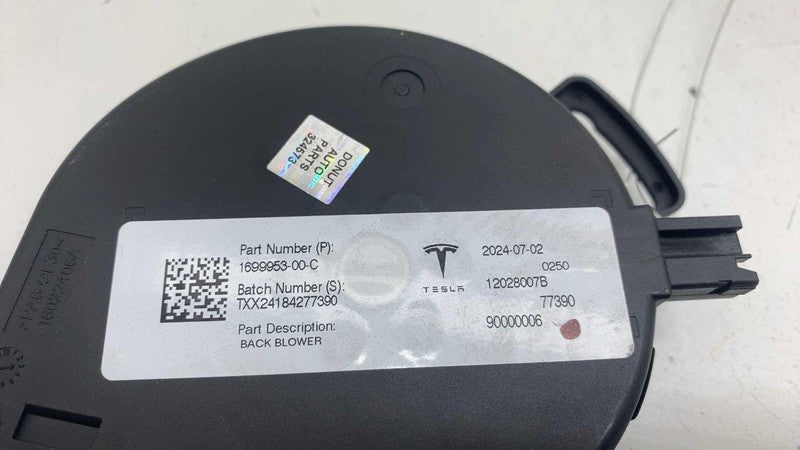 DONUT
AUTO
PARTS
324573
Part Number (P):
1699953-00-C
Batch Number (S):
TXX24184277390
Part Description:
BACK BLOWER
TESLA
2024-07-02
0250
12028007B
77390
90000006